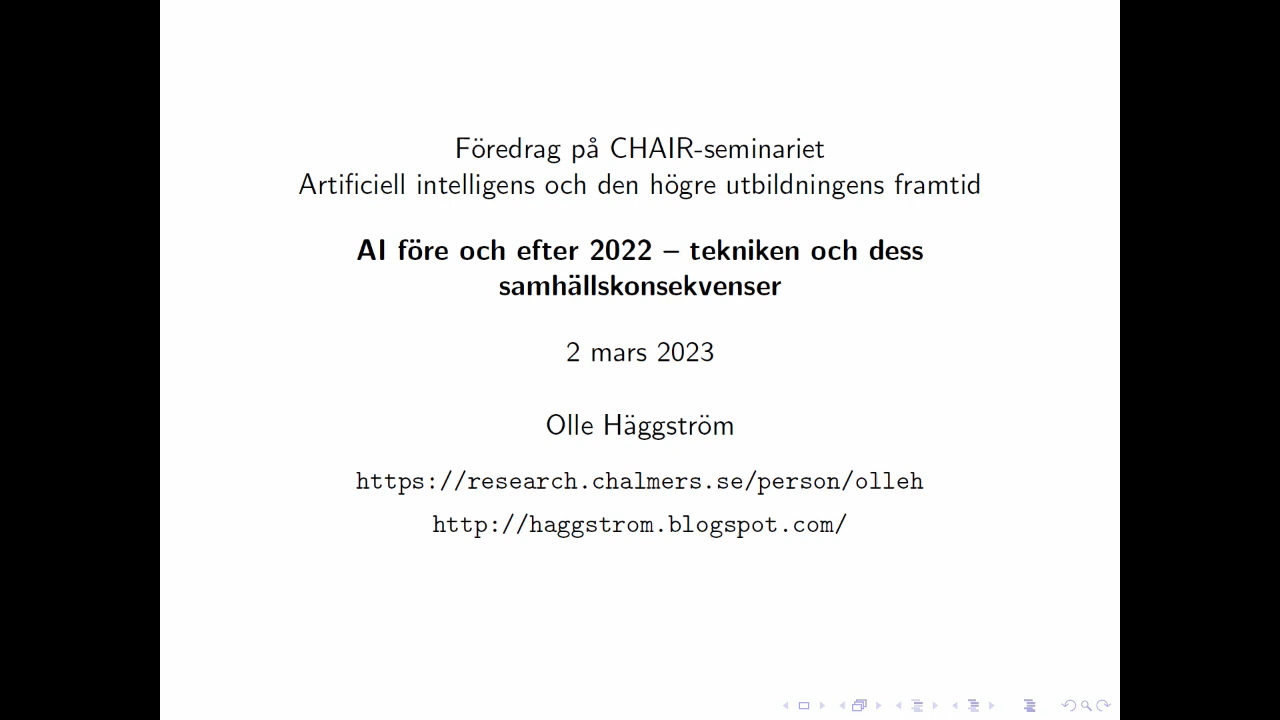 Föredrag på CHAIR-seminariet
Artificiell intelligens och den högre utbildningens framtid
AI före och efter 2022 – tekniken och dess
samhällskonsekvenser
2 mars 2023
Olle Häggström
https://research.chalmers.se/person/olleh
http://haggstrom.blogspot.com/